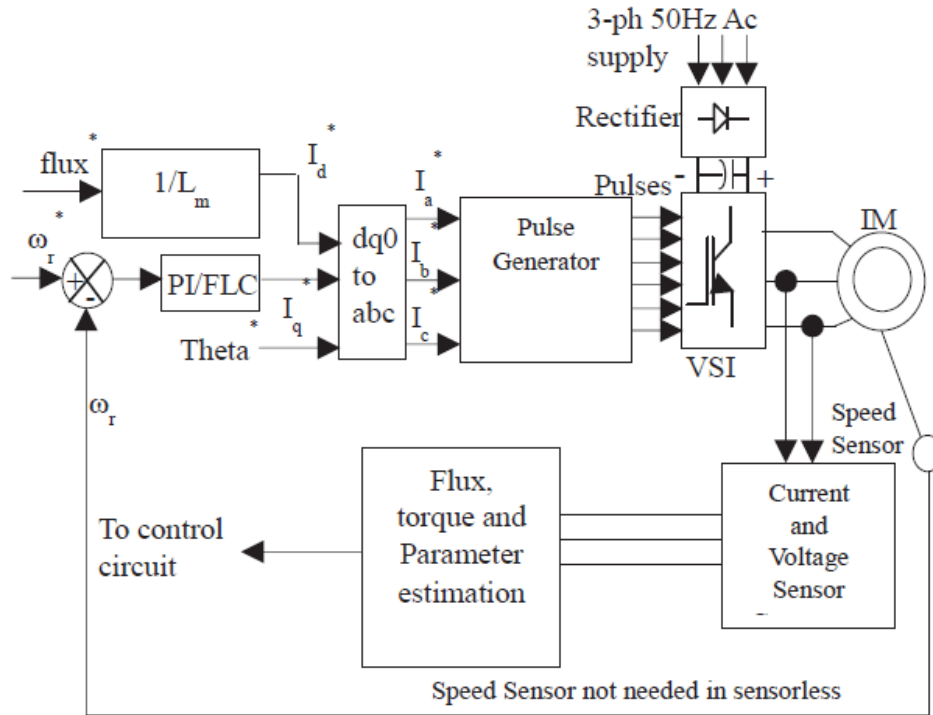 3-ph 50Hz Ac
supply
Rectifier
flux*
1/Lm
Id*
Ia*
Pulses
-
+
ωr*
+
-
PI/FLC
Iq*
Theta*
dq0
to
abc
Ib*
Ic*
Pulse
Generator
VSI
IM
ωr
Speed
Sensor
To control
circuit
Flux,
torque and
Parameter
estimation
Current
and
Voltage
Sensor
Speed Sensor not needed in sensorless